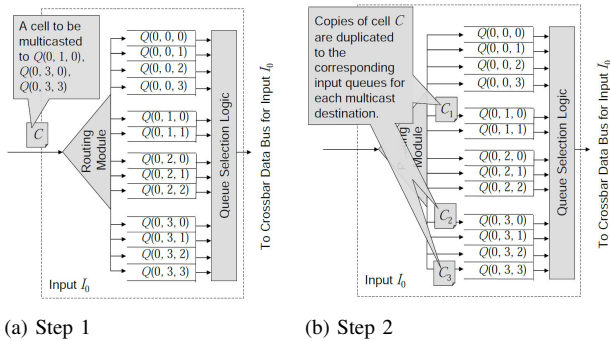 A cell to be
multicasted
to Q(0, 1, 0),
Q(0, 3, 0),
Q(0, 3, 3)
C
Routing
Module
Q(0, 0, 0)
Q(0, 0, 1)
Q(0, 0, 2)
Q(0, 0, 3)
Q(0, 1, 0)
Q(0, 1, 1)
Q(0, 2, 0)
Q(0, 2, 1)
Q(0, 2, 2)
Q(0, 3, 0)
Q(0, 3, 1)
Q(0, 3, 2)
Q(0, 3, 3)
Queue Selection Logic
To Crossbar Data Bus for Input I0
Input I0
(a) Step 1
Copies of cell C
are duplicated
to the
corresponding
input queues for
each multicast
destination.
C1
C2
C3
Q(0, 0, 0)
Q(0, 0, 1)
Q(0, 0, 2)
Q(0, 0, 3)
Q(0, 1, 0)
Q(0, 1, 1)
Q(0, 2, 0)
Q(0, 2, 1)
Q(0, 2, 2)
Q(0, 3, 0)
Q(0, 3, 1)
Q(0, 3, 2)
Q(0, 3, 3)
Queue Selection Logic
To Crossbar Data Bus for Input I0
Input I0
(b) Step 2